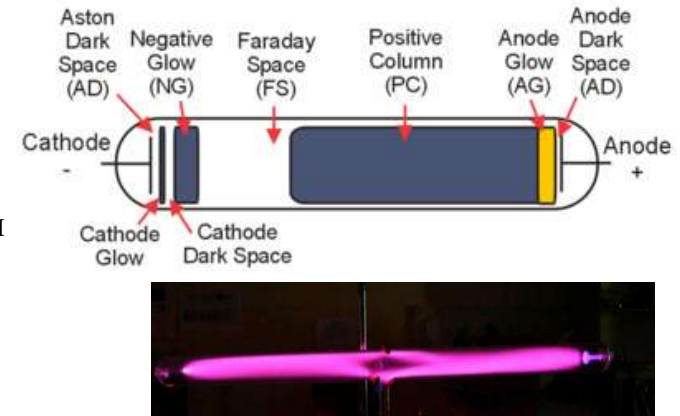 Aston
Dark
Space
(AD)
Negative
Glow
(NG)
Faraday
Space
(FS)
Positive
Column
(PC)
Anode
Glow
(AG)
Anode
Dark
Space
(AD)
Cathode
-
Anode
+
I
Cathode
Glow
Cathode
Dark Space